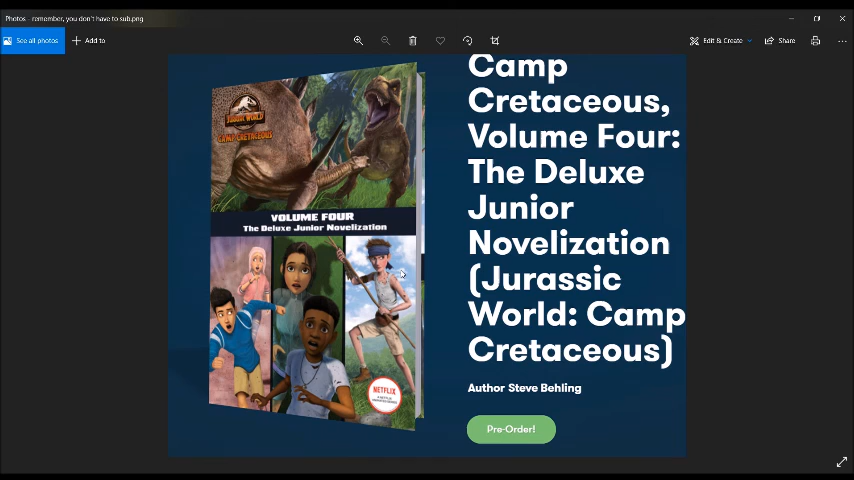 Photos - remember, you don't have to sub.png
See all photos
Add to
Edit & Create
Share
JURASSIC WORLD
CAMP CRETACEOUS
VOLUME FOUR
The Deluxe Junior Novelization
NETFLIX
Camp
Cretaceous,
Volume Four:
The Deluxe
Junior
Novelization
(Jurassic
World: Camp
Cretaceous)
Author Steve Behling
Pre-Order!